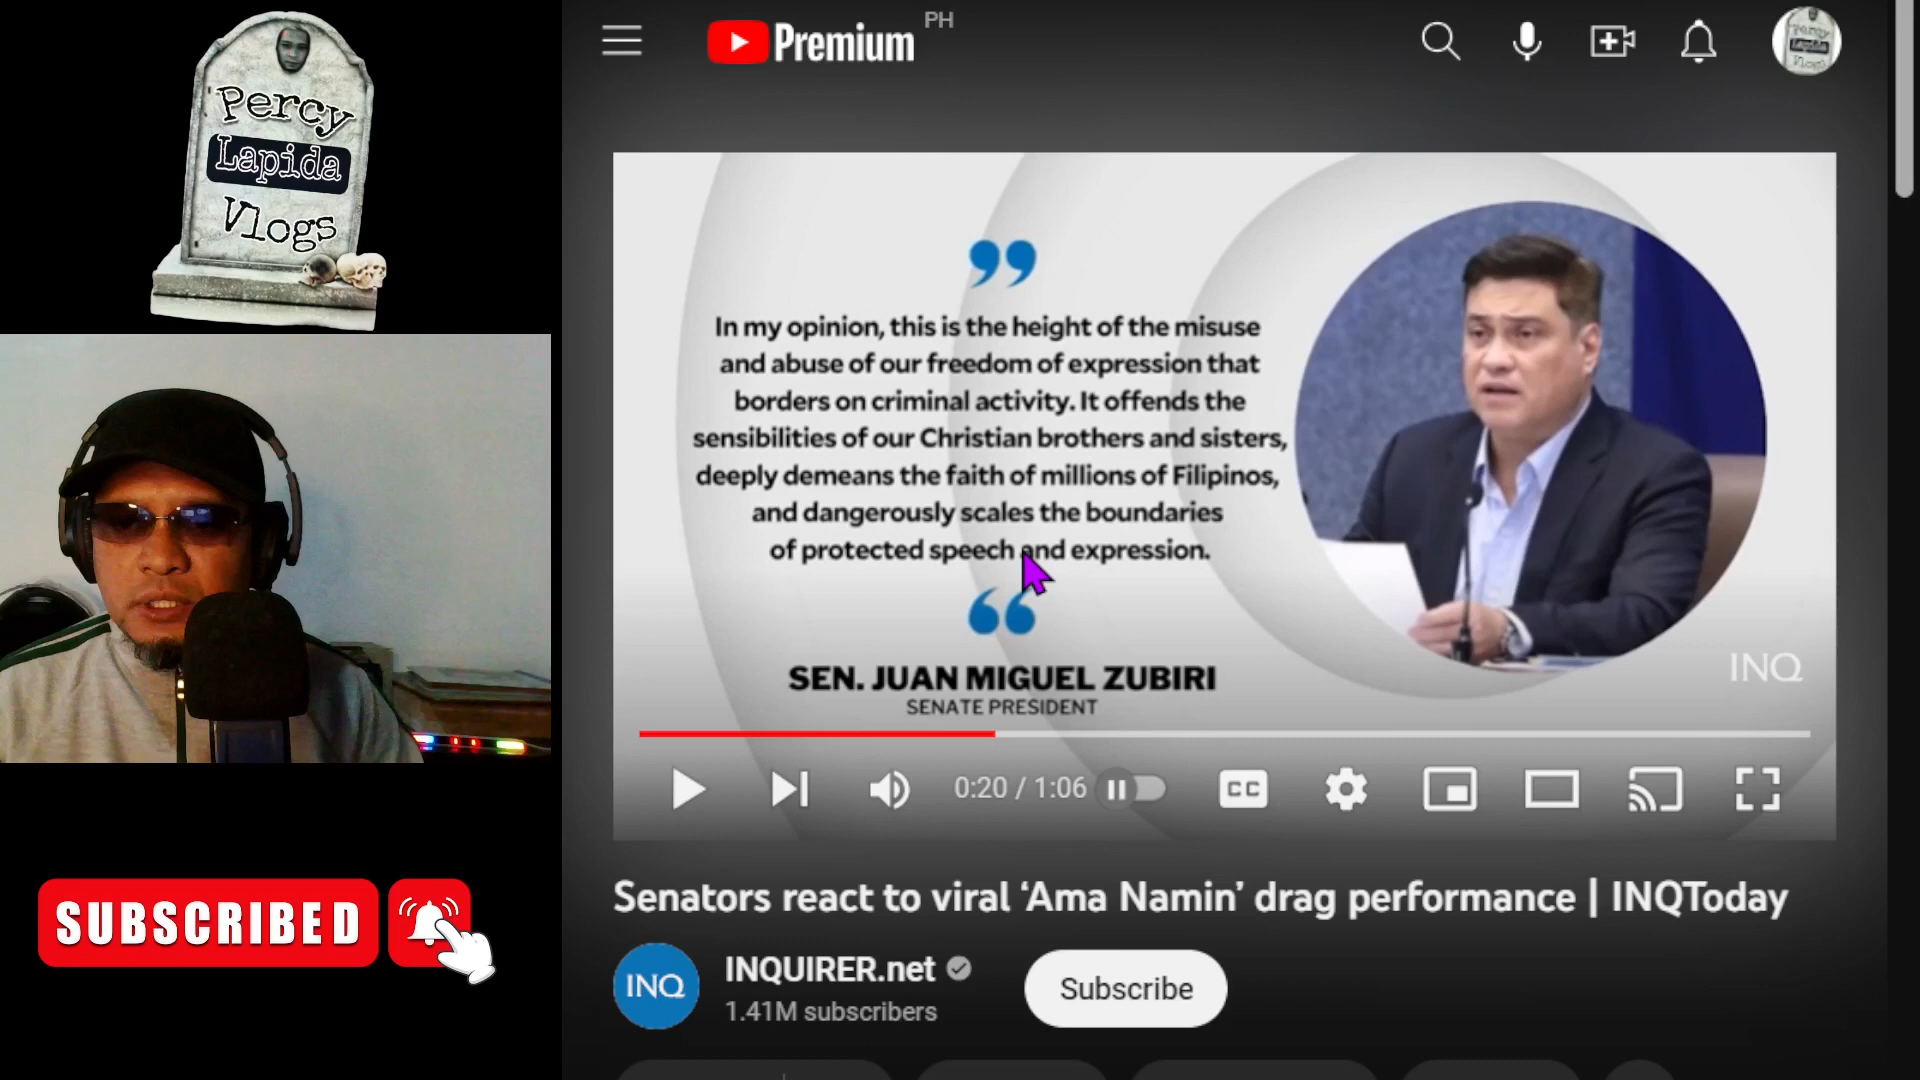 Percy
Lapida
Vlogs
SUBSCRIBED
Premium
PH
Percy
Lapida
Vlogs
In my opinion, this is the height of the misuse
and abuse of our freedom of expression that
borders on criminal activity. It offends the
sensibilities of our Christian brothers and sisters,
deeply demeans the faith of millions of Filipinos,
and dangerously scales the boundaries
of protected speech and expression.
SEN. JUAN MIGUEL ZUBIRI
SENATE PRESIDENT
INQ
0:20 / 1:06
CC
Senators react to viral ‘Ama Namin’ drag performance | INQToday
INQ
INQUIRER.net
1.41M subscribers
Subscribe